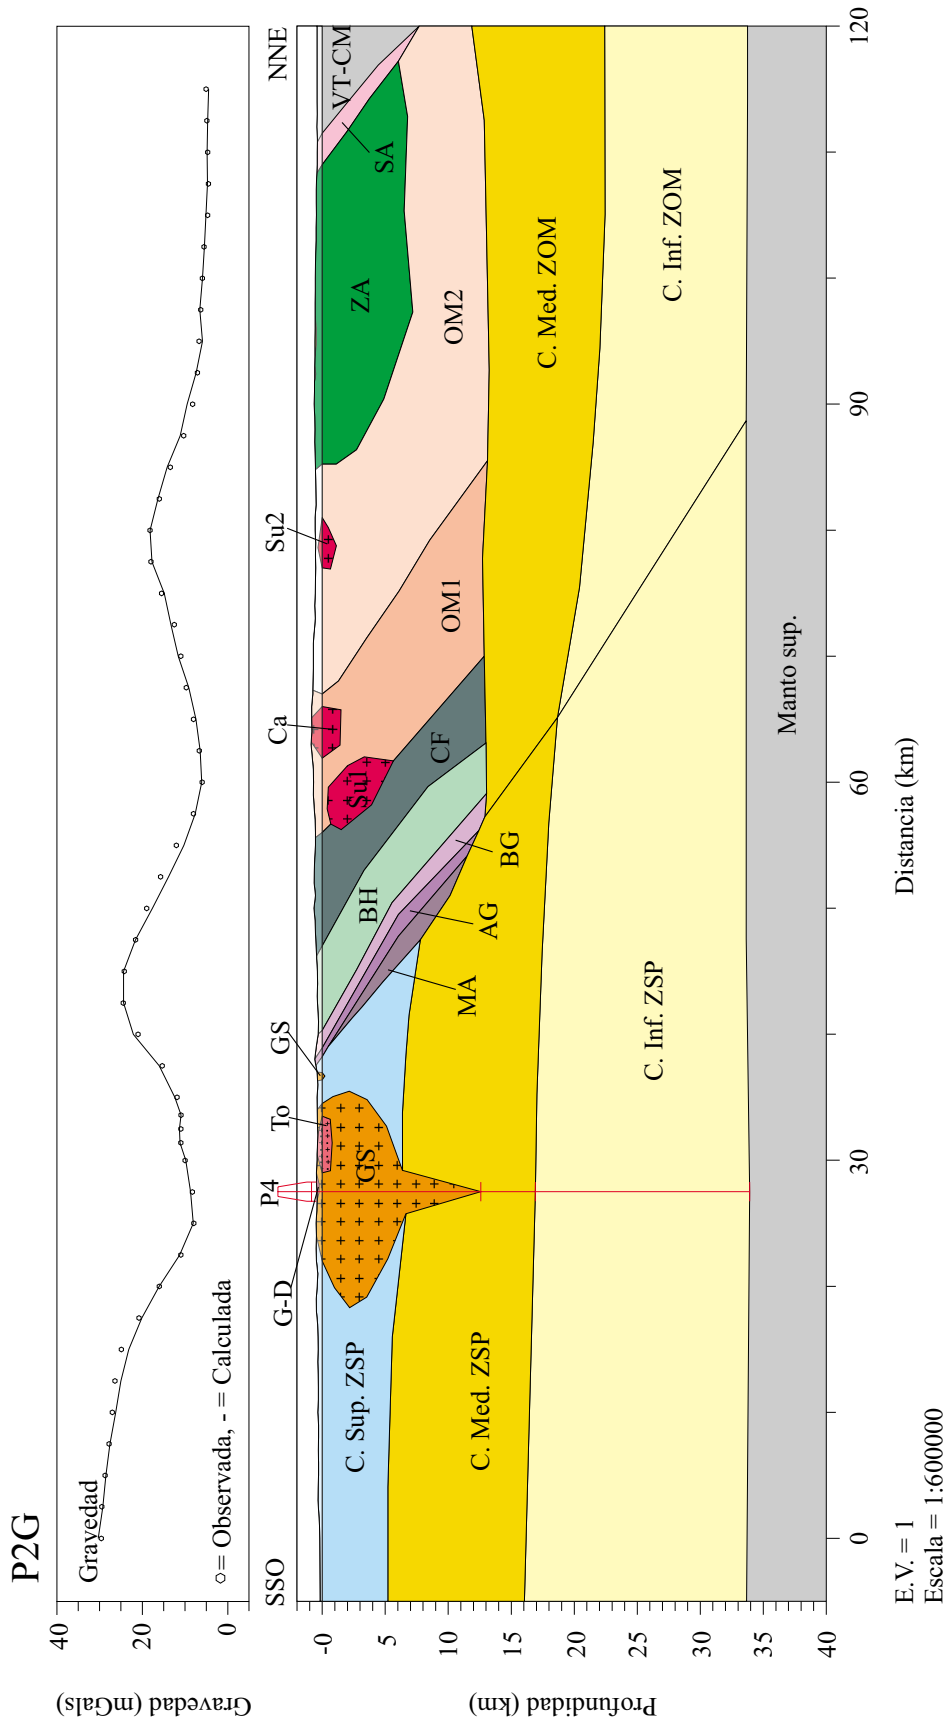 P2G
Gravedad (mGals)
40
20
0
Gravedad
= Observada, - = Calculada
SSO
G-D
P4
To
GS
Ca
Su2
NNE
Profundidad (km)
-0
5
10
15
20
25
30
35
40
C. Sup. ZSP
GS
BH
Su1
CF
OM1
OM2
ZA
SA
VT-CM
MA
AG
BG
C. Med. ZSP
C. Med. ZOM
C. Inf. ZSP
C. Inf. ZOM
Manto sup.
0
30
60
90
120
Distancia (km)
E.V. = 1
Escala = 1:600000